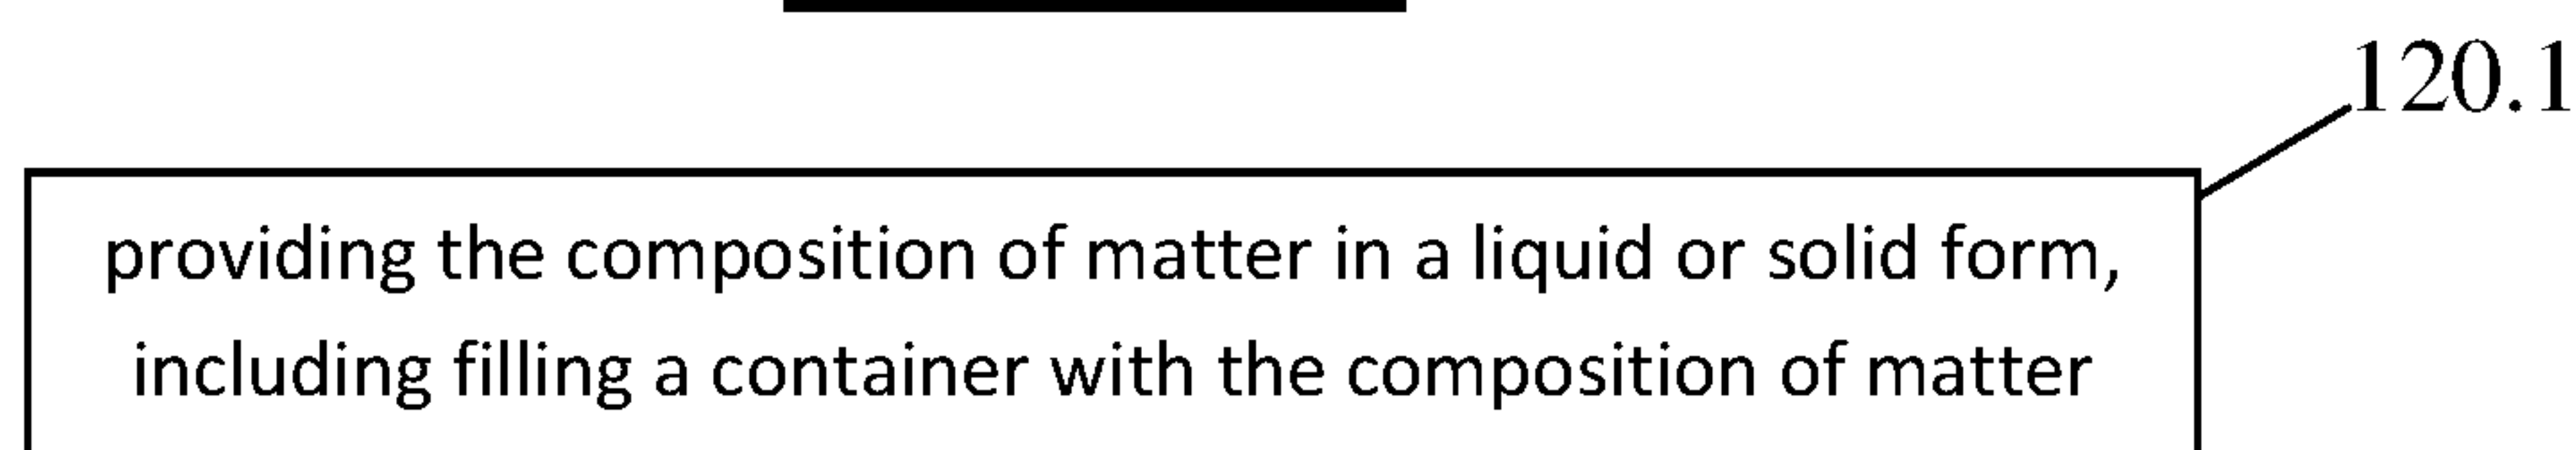 120.1
providing the composition of matter in a liquid or solid form,
including filling a container with the composition of matter